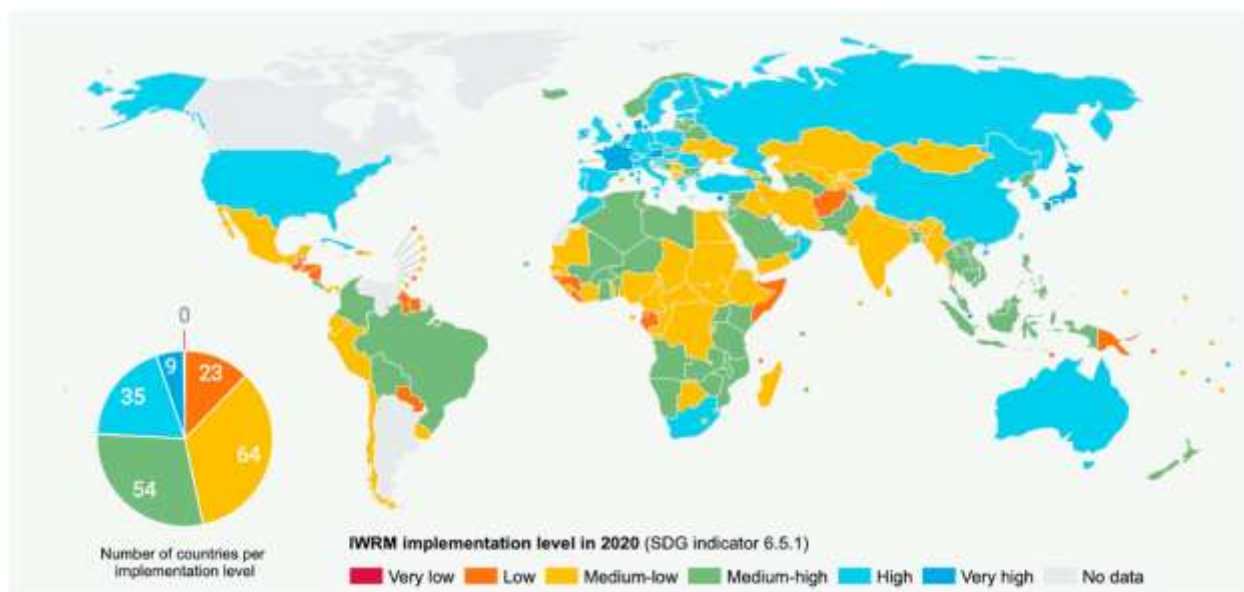 0
9
23
35
64
54
Number of countries per
implementation level
IWRM implementation level in 2020 (SDG indicator 6.5.1)
Very low Low Medium-low Medium-high High Very high No data